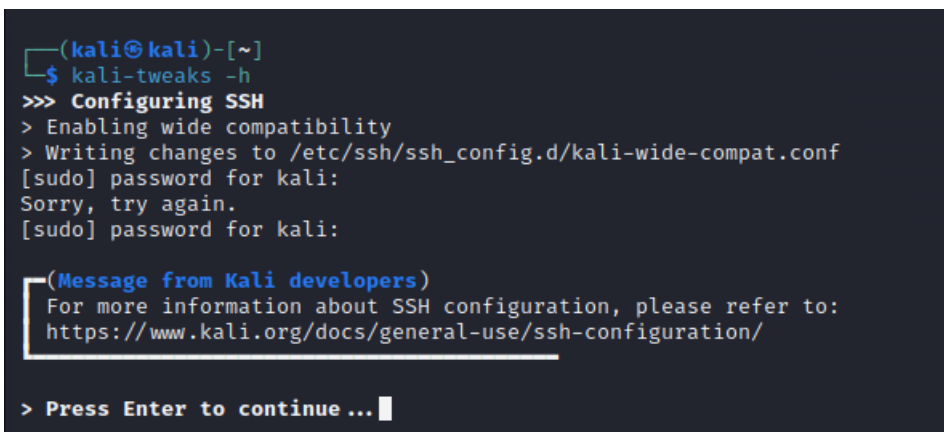 ┌──(kali㉿kali)-[~]
└─$ kali-tweaks -h
>>> Configuring SSH
> Enabling wide compatibility
> Writing changes to /etc/ssh/ssh_config.d/kali-wide-compat.conf
[sudo] password for kali:
Sorry, try again.
[sudo] password for kali:
┏━(Message from Kali developers)
┃ For more information about SSH configuration, please refer to:
┃ https://www.kali.org/docs/general-use/ssh-configuration/
> Press Enter to continue...